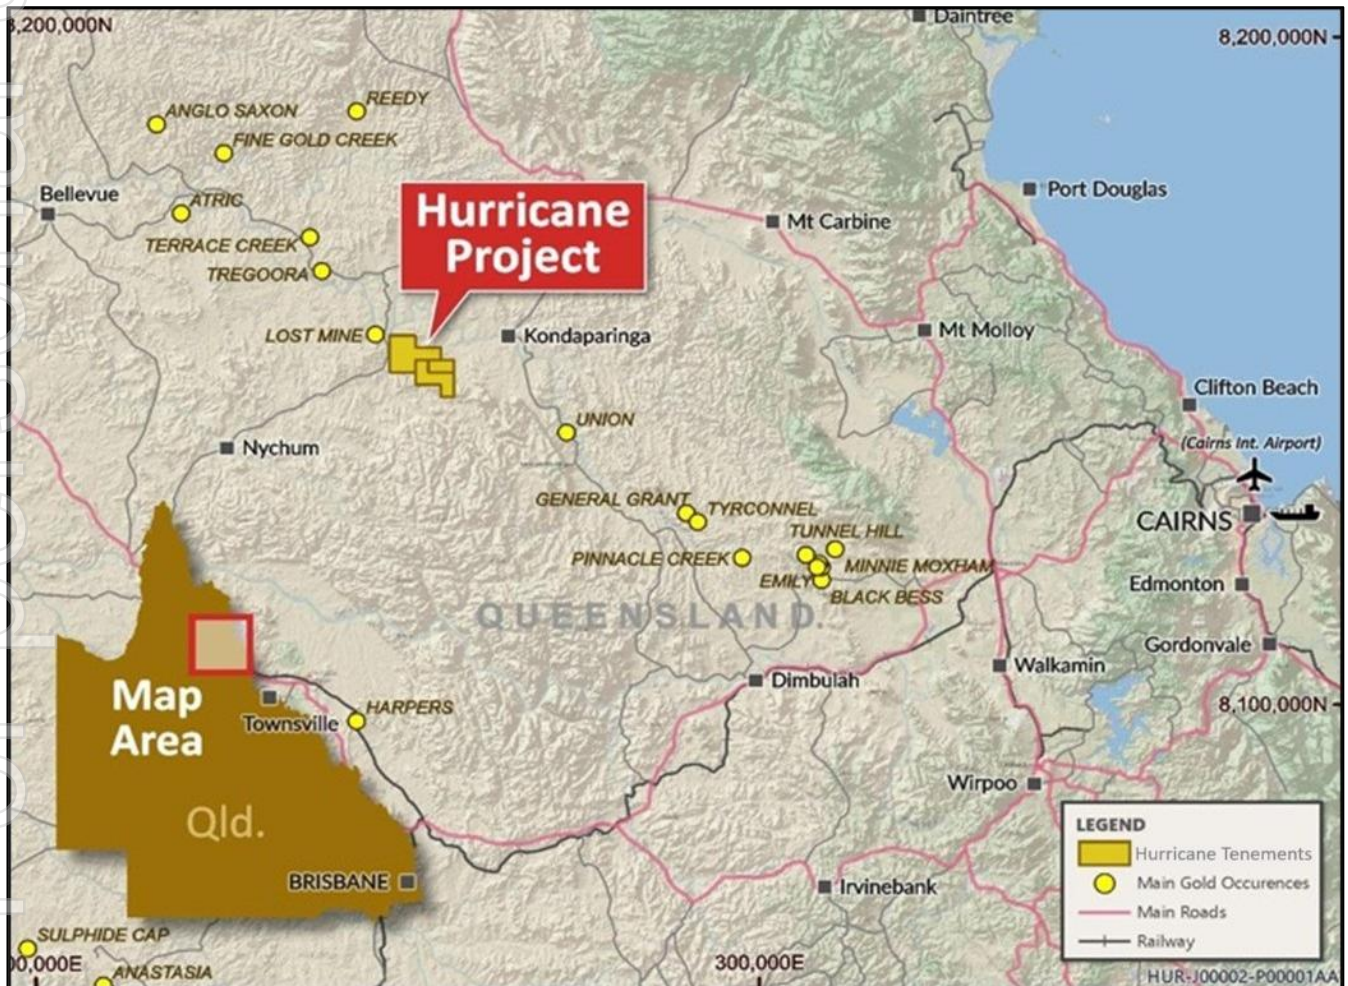 Daintree
8,200,000N
8,200,000N
REEDY
ANGLO SAXON
FINE GOLD CREEK
Bellevue
ATRIC
Port Douglas
Hurricane
Project
Mt Carbine
TERRACE CREEK
TREGOORA
LOST MINE
Kondaparinga
Mt Molloy
Clifton Beach
UNION
(Cairns Int. Airport)
Nychum
GENERAL GRANT
TYRCONNEL
CAIRNS
TUNNEL HILL
PINNACLE CREEK
MINNIE MOXHAM
EMILY
BLACK BESS
Edmonton
QUEENSLAND
Gordonvale
Walkamin
Dimbulah
Map
Area
HARPERS
Townsville
8,100,000N
Wirpoo
Qld.
LEGEND
Hurricane Tenements
Main Gold Occurences
Main Roads
Railway
BRISBANE
Irvinebank
SULPHIDE CAP
00,000E
ANASTASIA
300,000E
HUR-J00002-P00001AA